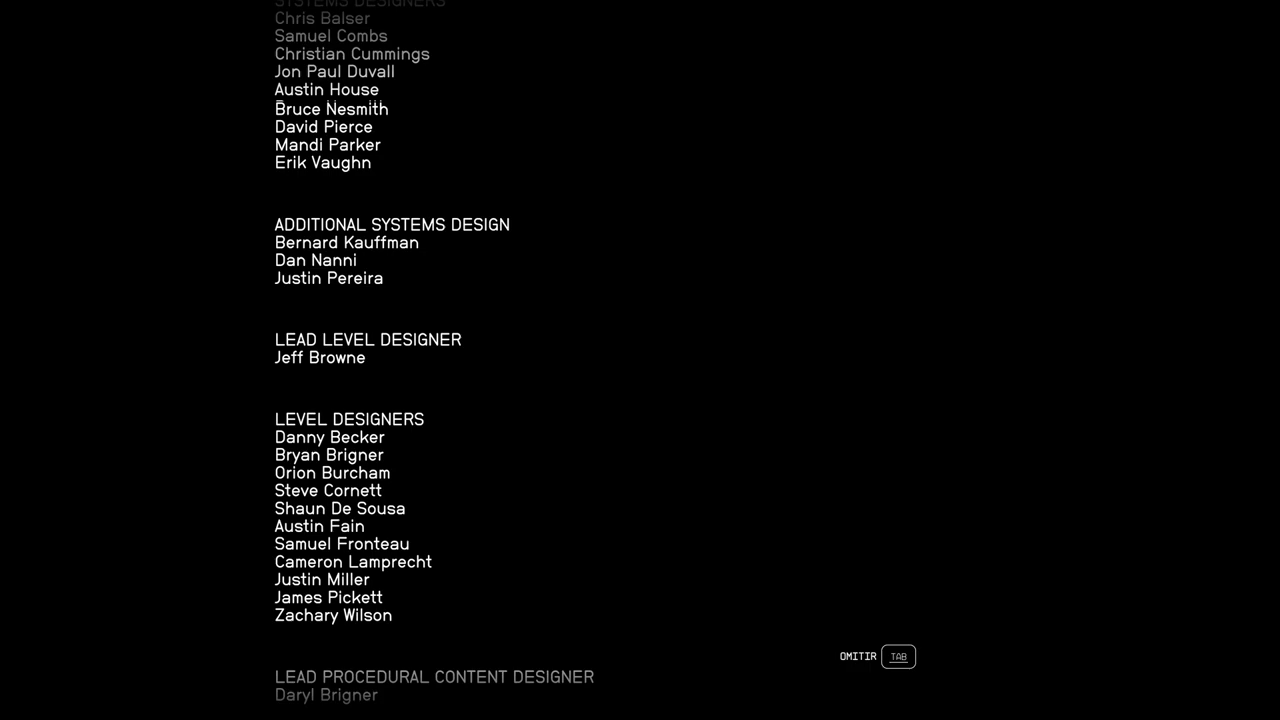 SYSTEMS DESIGNERS
Chris Balser
Samuel Combs
Christian Cummings
Jon Paul Duvall
Austin House
Bruce Nesmith
David Pierce
Mandi Parker
Erik Vaughn
ADDITIONAL SYSTEMS DESIGN
Bernard Kauffman
Dan Nanni
Justin Pereira
LEAD LEVEL DESIGNER
Jeff Browne
LEVEL DESIGNERS
Danny Becker
Bryan Brigner
Orion Burcham
Steve Cornett
Shaun De Sousa
Austin Fain
Samuel Fronteau
Cameron Lamprecht
Justin Miller
James Pickett
Zachary Wilson
OMITIR TAB
LEAD PROCEDURAL CONTENT DESIGNER
Daryl Brigner